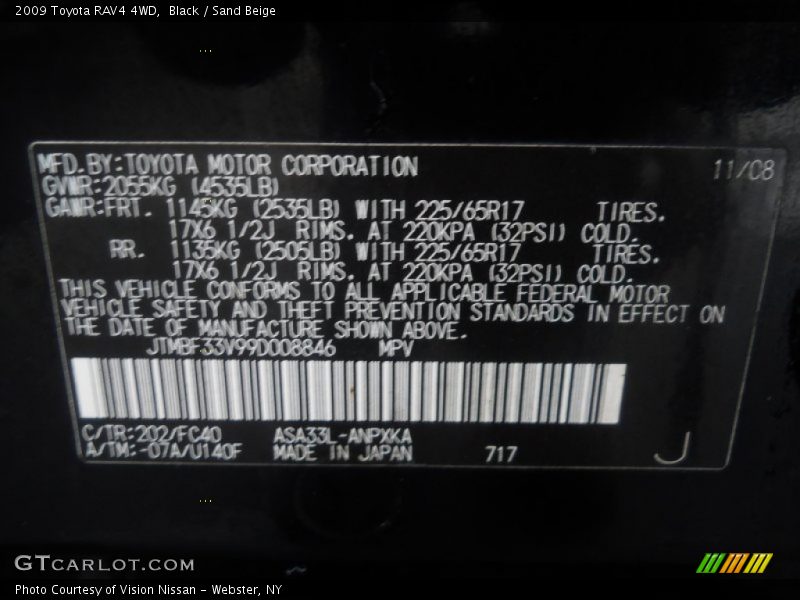 2009 Toyota RAV4 4WD,  Black / Sand Beige
MFD.BY:TOYOTA MOTOR CORPORATION 11/08
GVWR:2055KG (4535LB)
GAWR:FRT. 1145KG (2535LB) WITH 225/65R17 TIRES.
17X6 1/2J RIMS. AT 220KPA (32PSI) COLD.
RR. 1135KG (2505LB) WITH 225/65R17 TIRES.
17X6 1/2J RIMS. AT 220KPA (32PSI) COLD.
THIS VEHICLE CONFORMS TO ALL APPLICABLE FEDERAL MOTOR
VEHICLE SAFETY AND THEFT PREVENTION STANDARDS IN EFFECT ON
THE DATE OF MANUFACTURE SHOWN ABOVE.
JTMBF33V99D008846 MPV
C/TR:202/FC40 ASA33L-ANPXKA
A/TM:-07A/U140F MADE IN JAPAN 717 J
GTCARLOT.COM
Photo Courtesy of Vision Nissan - Webster, NY